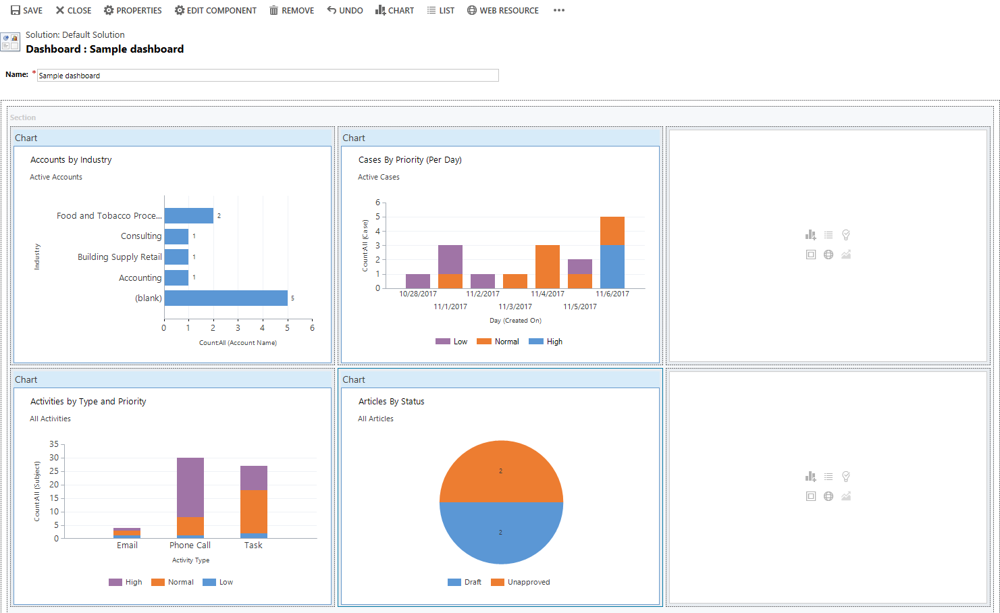 SAVE CLOSE PROPERTIES EDIT COMPONENT REMOVE UNDO CHART LIST WEB RESOURCE •••
Solution: Default Solution
Dashboard : Sample dashboard
Name: * Sample dashboard
Section
Chart
Accounts by Industry
Active Accounts
Industry
Food and Tobacco Proce... 2
Consulting 1
Building Supply Retail 1
Accounting 1
(blank) 5
0 1 2 3 4 5 6
Count:All (Account Name)
Chart
Cases By Priority (Per Day)
Active Cases
Count:All (Case)
6
5
4
3
2
1
0
10/28/2017 11/2/2017 11/4/2017 11/6/2017
11/1/2017 11/3/2017 11/5/2017
Day (Created On)
Low Normal High
Chart
Activities by Type and Priority
All Activities
Count:All (Subject)
35
30
25
20
15
10
5
0
Email Phone Call Task
Activity Type
High Normal Low
Chart
Articles By Status
All Articles
2
2
Draft Unapproved